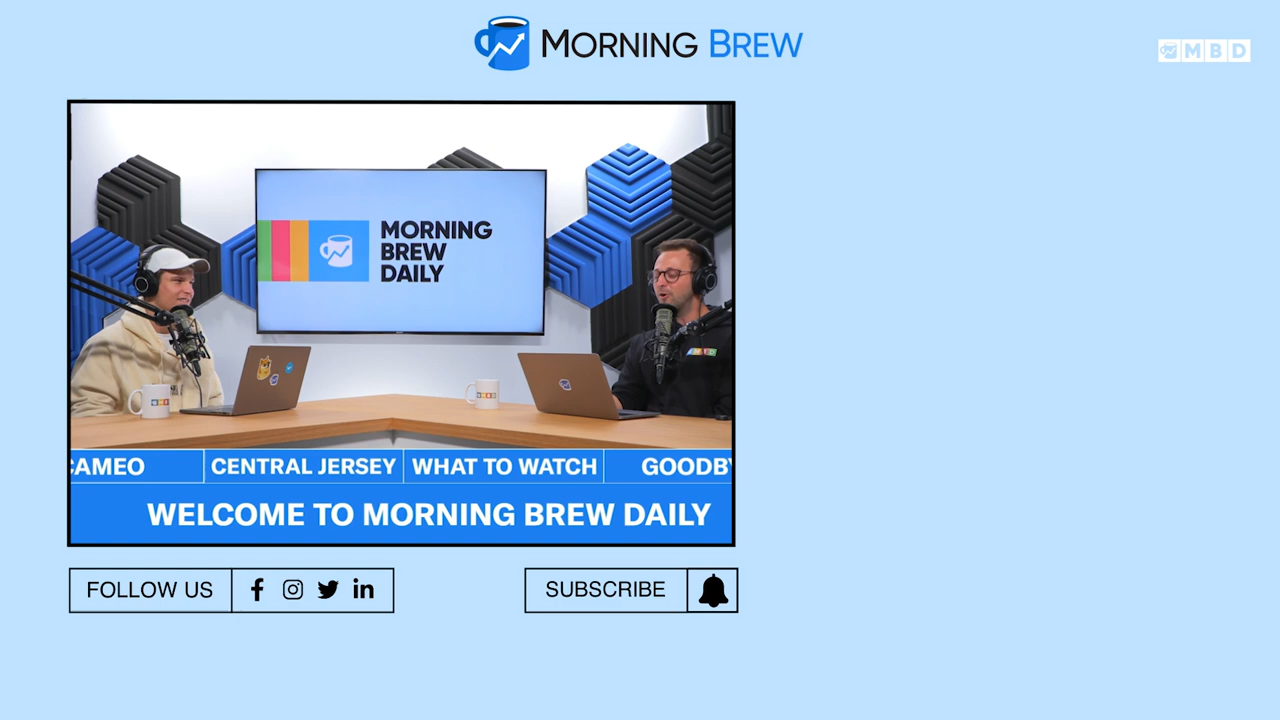 MORNING BREW
MBD
MORNING
BREW
DAILY
CAMEO
CENTRAL JERSEY
WHAT TO WATCH
GOODB
WELCOME TO MORNING BREW DAILY
FOLLOW US
SUBSCRIBE